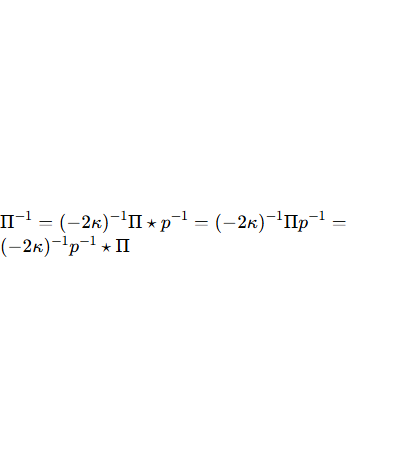 Π⁻¹ = (−2κ)⁻¹Π ⋆ p⁻¹ = (−2κ)⁻¹Πp⁻¹ =
(−2κ)⁻¹p⁻¹ ⋆ Π